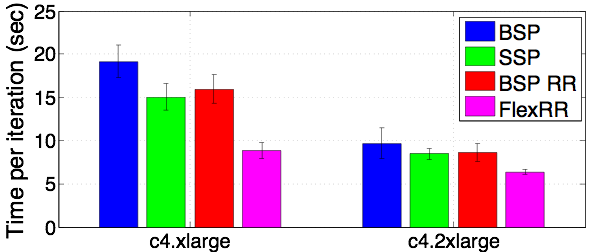 Time per iteration (sec)
25
20
15
10
5
0
BSP
SSP
BSP RR
FlexRR
c4.xlarge
c4.2xlarge